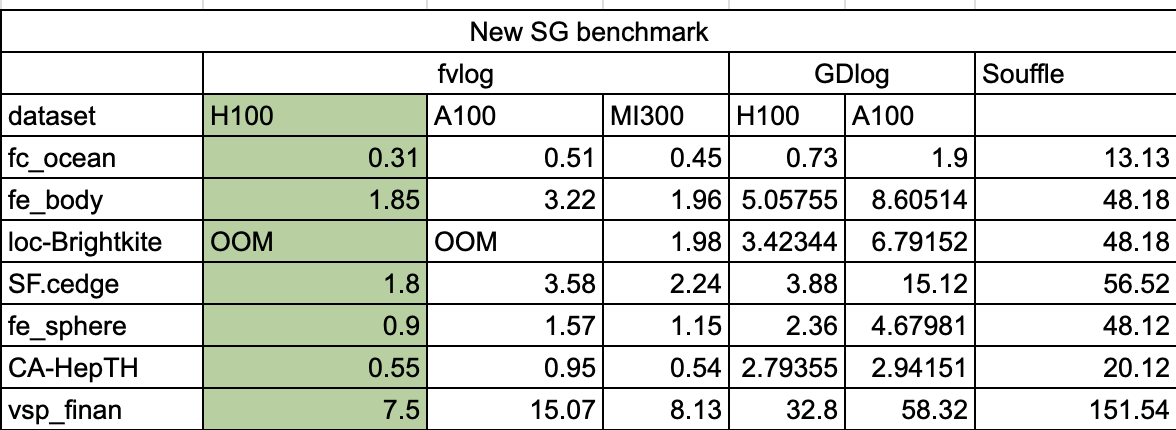 New SG benchmark
fvlog GDlog Souffle
dataset H100 A100 MI300 H100 A100
fc_ocean 0.31 0.51 0.45 0.73 1.9 13.13
fe_body 1.85 3.22 1.96 5.05755 8.60514 48.18
loc-Brightkite OOM OOM 1.98 3.42344 6.79152 48.18
SF.cedge 1.8 3.58 2.24 3.88 15.12 56.52
fe_sphere 0.9 1.57 1.15 2.36 4.67981 48.12
CA-HepTH 0.55 0.95 0.54 2.79355 2.94151 20.12
vsp_finan 7.5 15.07 8.13 32.8 58.32 151.54